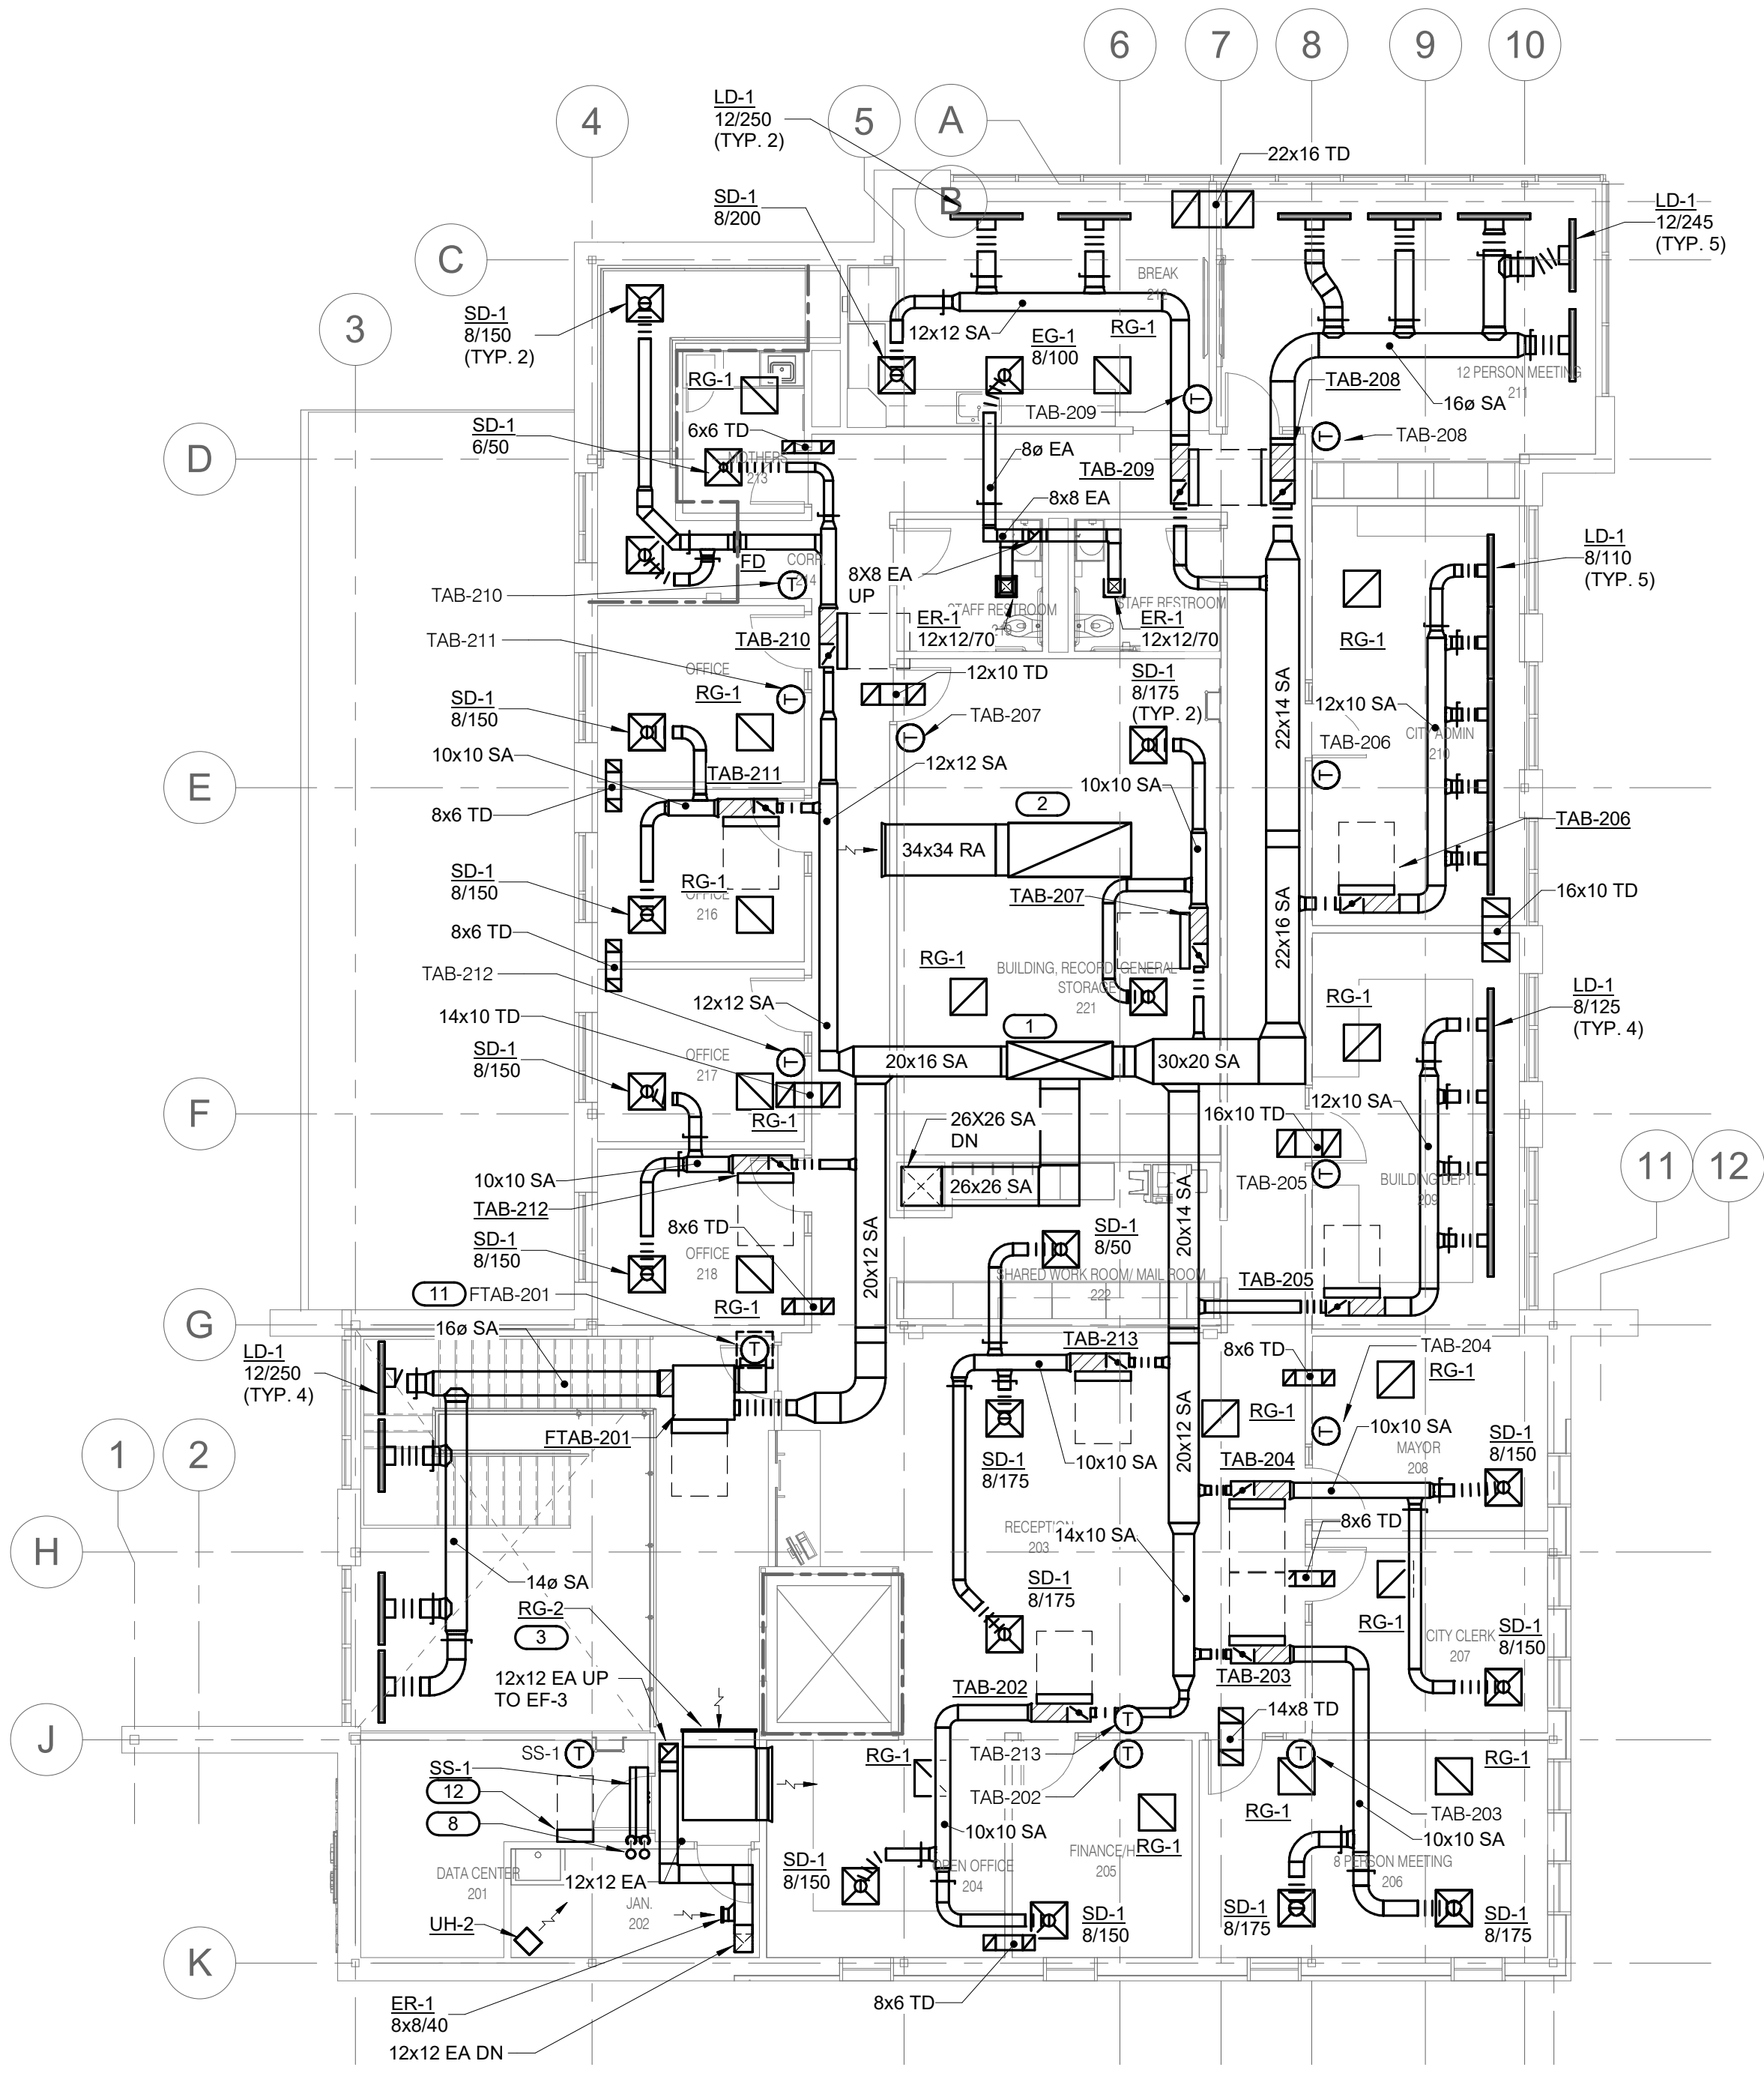 6
7
8
9
10
4
5
A
LD-1
12/250
(TYP. 2)
22x16 TD
SD-1
8/200
B
LD-1
12/245
(TYP. 5)
C
3
SD-1
8/150
(TYP. 2)
BREAK
212
12x12 SA
RG-1
EG-1
8/100
RG-1
12 PERSON MEETING
211
TAB-208
16ø SA
TAB-209
TAB-208
SD-1
6/50
6x6 TD
D
MOTHERS
213
8ø EA
TAB-209
8x8 EA
LD-1
8/110
(TYP. 5)
FD
CORR.
214
8X8 EA
UP
TAB-210
STAFF RESTROOM
STAFF RESTROOM
ER-1
12x12/70
ER-1
12x12/70
TAB-211
TAB-210
RG-1
OFFICE
SD-1
8/150
RG-1
12x10 TD
SD-1
8/175
(TYP. 2)
TAB-207
22x14 SA
12x10 SA
CITY ADMIN
210
TAB-206
10x10 SA
TAB-211
12x12 SA
10x10 SA
E
8x6 TD
2
TAB-206
34x34 RA
SD-1
8/150
RG-1
OFFICE
216
TAB-207
16x10 TD
8x6 TD
22x16 SA
TAB-212
RG-1
BUILDING, RECORD, GENERAL
STORAGE
221
RG-1
LD-1
8/125
(TYP. 4)
14x10 TD
12x12 SA
1
SD-1
8/150
OFFICE
217
20x16 SA
30x20 SA
F
RG-1
26X26 SA
DN
16x10 TD
12x10 SA
11
12
10x10 SA
TAB-212
26x26 SA
TAB-205
BUILDING DEPT.
209
8x6 TD
20x12 SA
20x14 SA
SD-1
8/150
OFFICE
218
SD-1
8/50
SHARED WORK ROOM/ MAIL ROOM
222
TAB-205
11
FTAB-201
RG-1
G
16ø SA
TAB-213
8x6 TD
TAB-204
RG-1
LD-1
12/250
(TYP. 4)
RG-1
1
2
FTAB-201
SD-1
8/175
10x10 SA
20x12 SA
TAB-204
10x10 SA
MAYOR
208
SD-1
8/150
H
RECEPTION
203
14x10 SA
8x6 TD
14ø SA
RG-2
3
SD-1
8/175
RG-1
CITY CLERK
207
SD-1
8/150
12x12 EA UP
TO EF-3
TAB-202
TAB-203
J
14x8 TD
SS-1
SS-1
12
8
RG-1
TAB-213
TAB-202
RG-1
RG-1
TAB-203
10x10 SA
10x10 SA
FINANCE/H
205
RG-1
8 PERSON MEETING
206
DATA CENTER
201
12x12 EA
JAN.
202
SD-1
8/150
OPEN OFFICE
204
UH-2
SD-1
8/150
SD-1
8/175
SD-1
8/175
K
ER-1
8x8/40
8x6 TD
12x12 EA DN